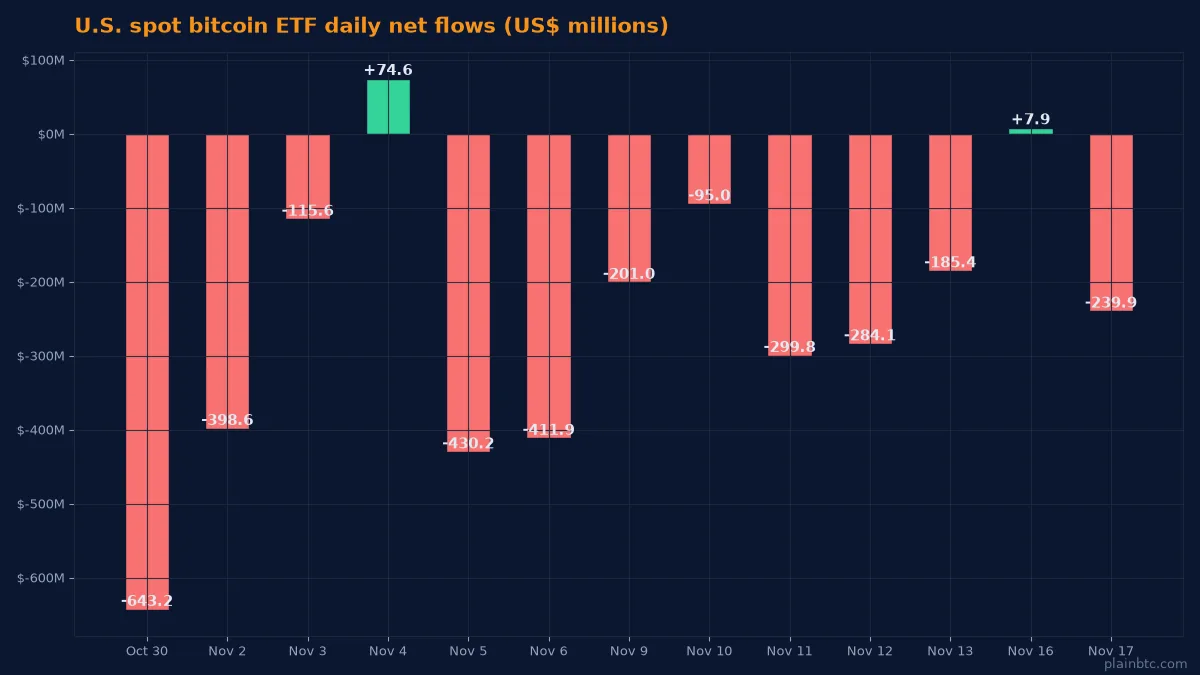 U.S. spot bitcoin ETF daily net flows (US$ millions)
$100M
$0M
$-100M
$-200M
$-300M
$-400M
$-500M
$-600M
-643.2
-398.6
-115.6
+74.6
-430.2
-411.9
-201.0
-95.0
-299.8
-284.1
-185.4
+7.9
-239.9
Oct 30 Nov 2 Nov 3 Nov 4 Nov 5 Nov 6 Nov 9 Nov 10 Nov 11 Nov 12 Nov 13 Nov 16 Nov 17
plainbtc.com